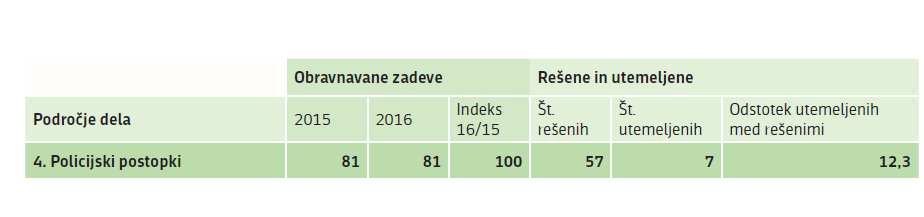 Obravnavane zadeve Rešene in utemeljene
Področje dela 2015 2016 Indeks 16/15 Št. rešenih Št. utemeljenih Odstotek utemeljenih med rešenimi
4. Policijski postopki 81 81 100 57 7 12,3